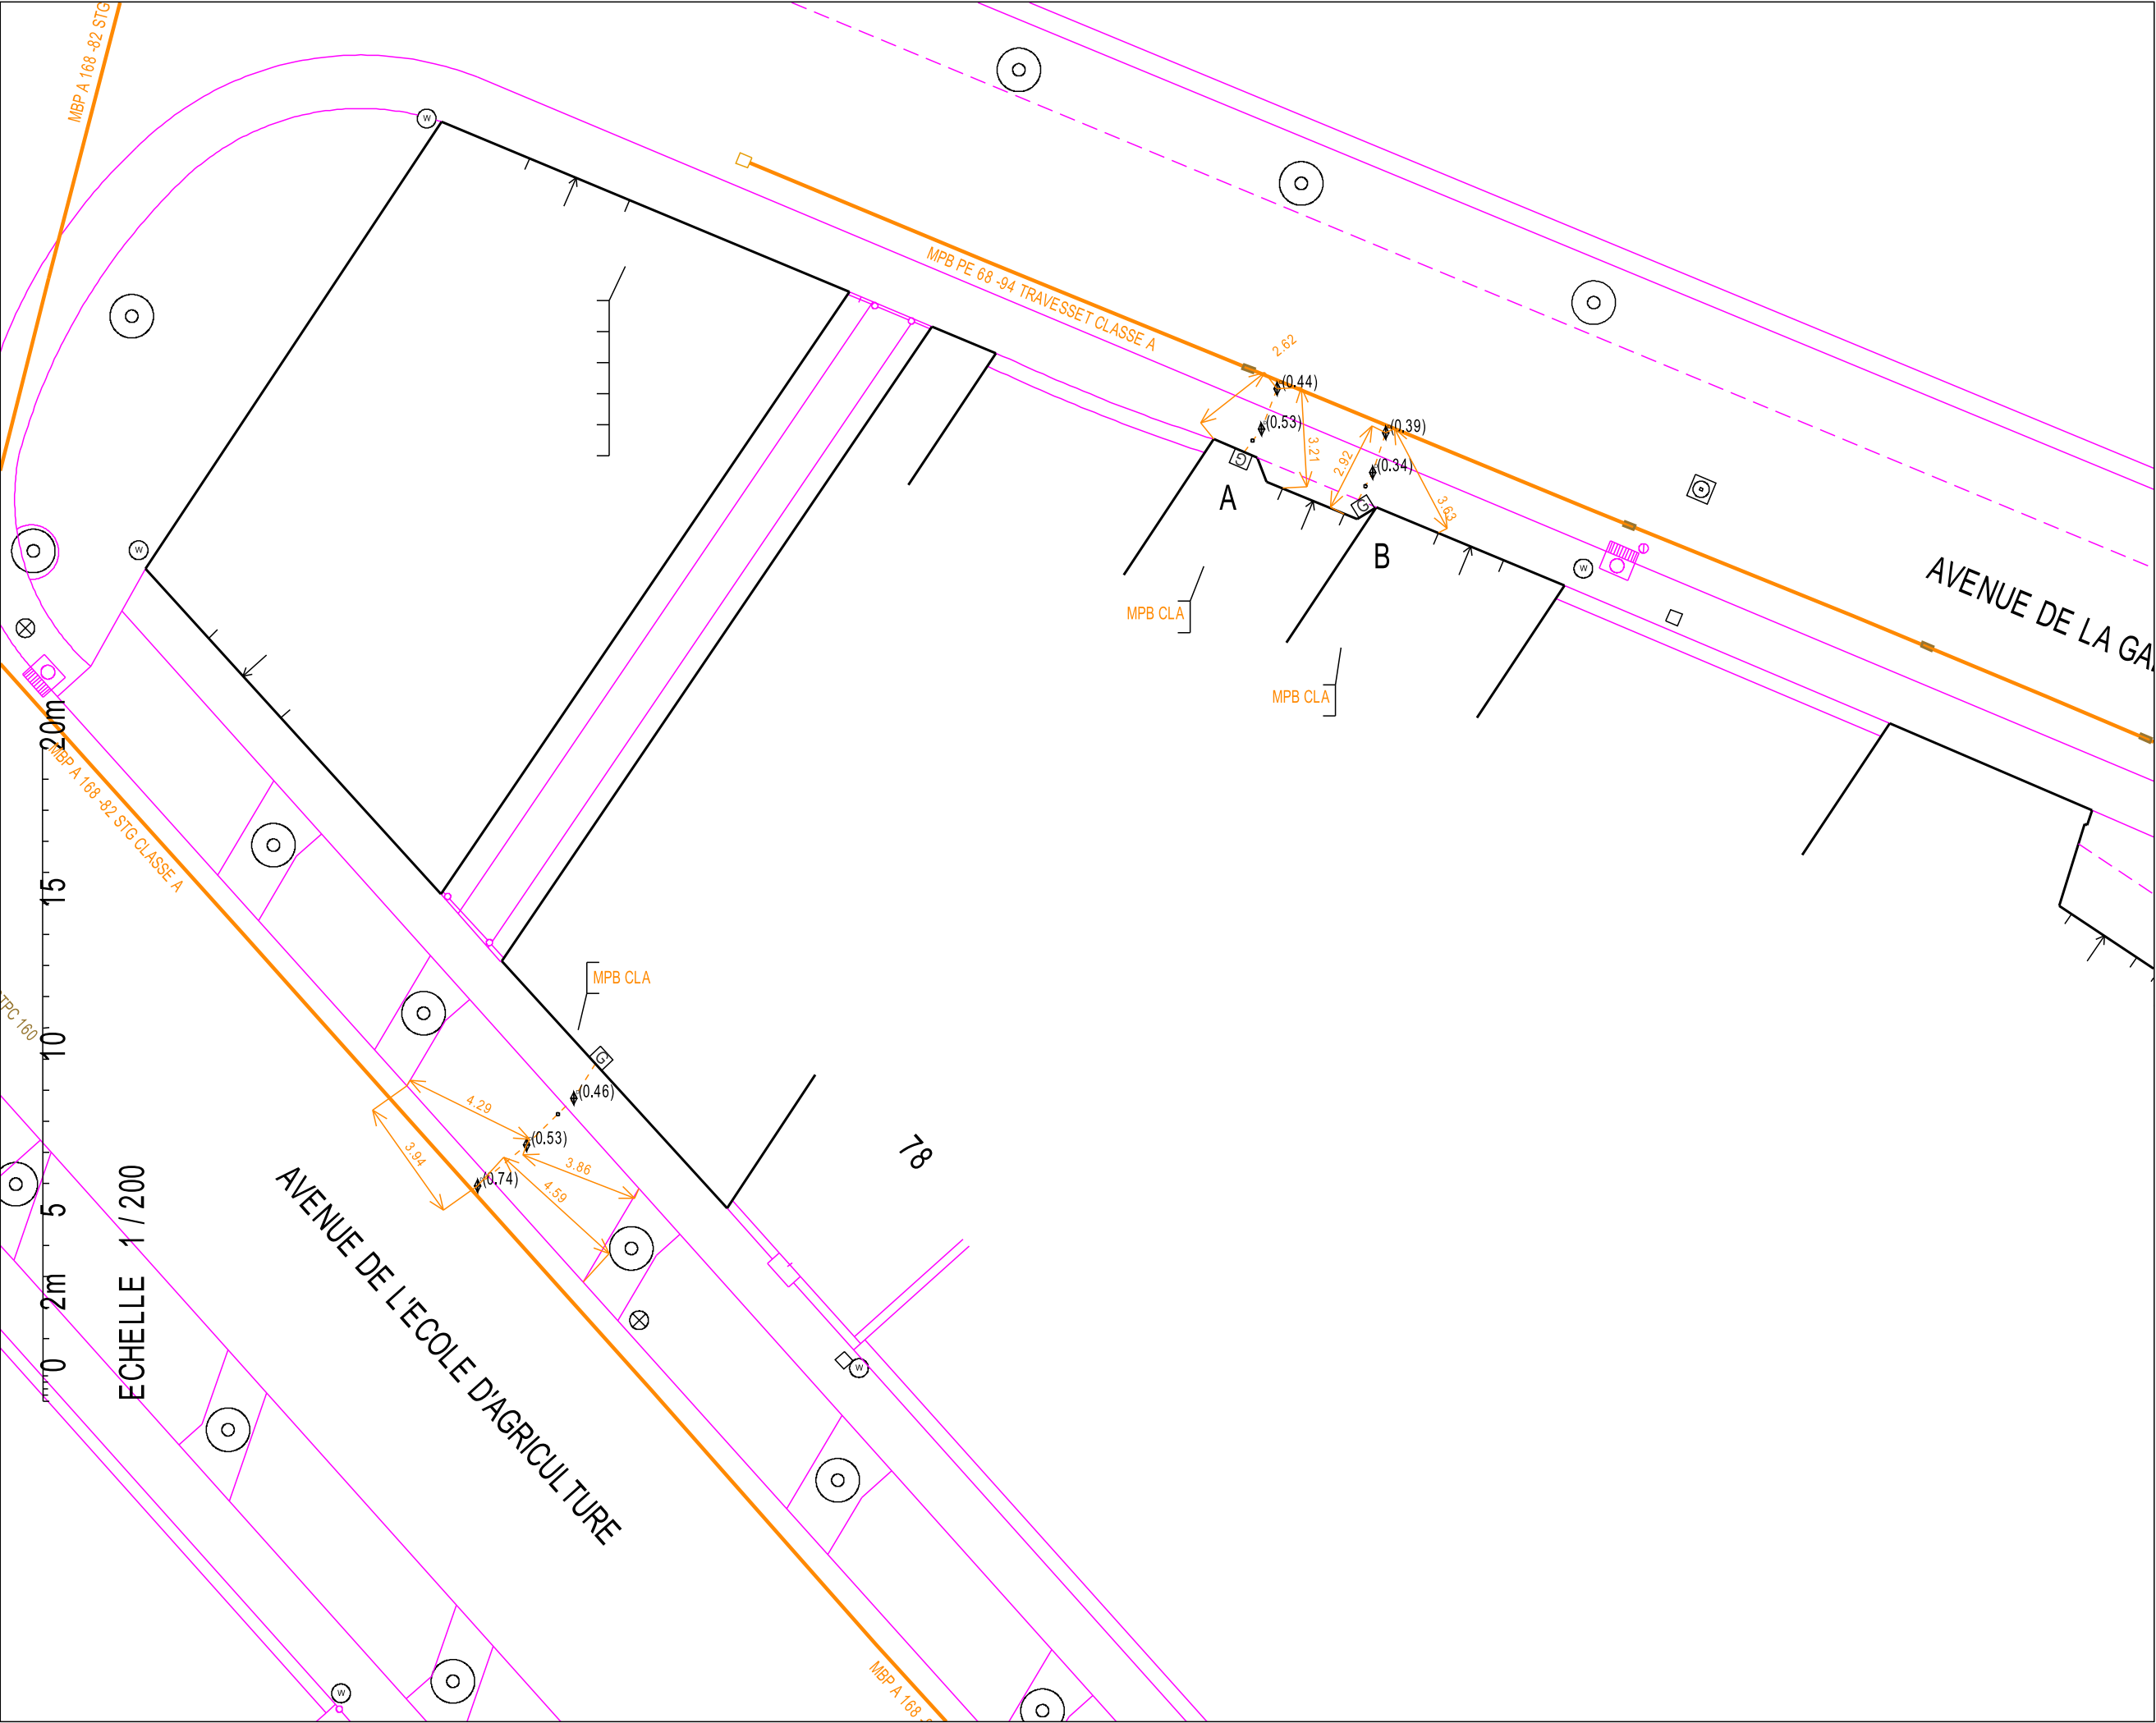 MBP A 168 -82 STG
W
MPB PE 68 -94 TRAVESSET CLASSE A
2.62
(0.44)
(0.53)
(0.39)
3.21
2.92
(0.34)
3.63
G
G
A
B
W
W
AVENUE DE LA GA
MPB CLA
MPB CLA
20m
MBP A 168 -82 STG CLASSE A
15
MPB CLA
TPC 160
10
G
(0.46)
4.29
(0.53)
3.94
3.86
(0.74)
4.59
78
5
ECHELLE 1 / 200
2m
0
AVENUE DE L'ECOLE D'AGRICULTURE
W
W
MBP A 168